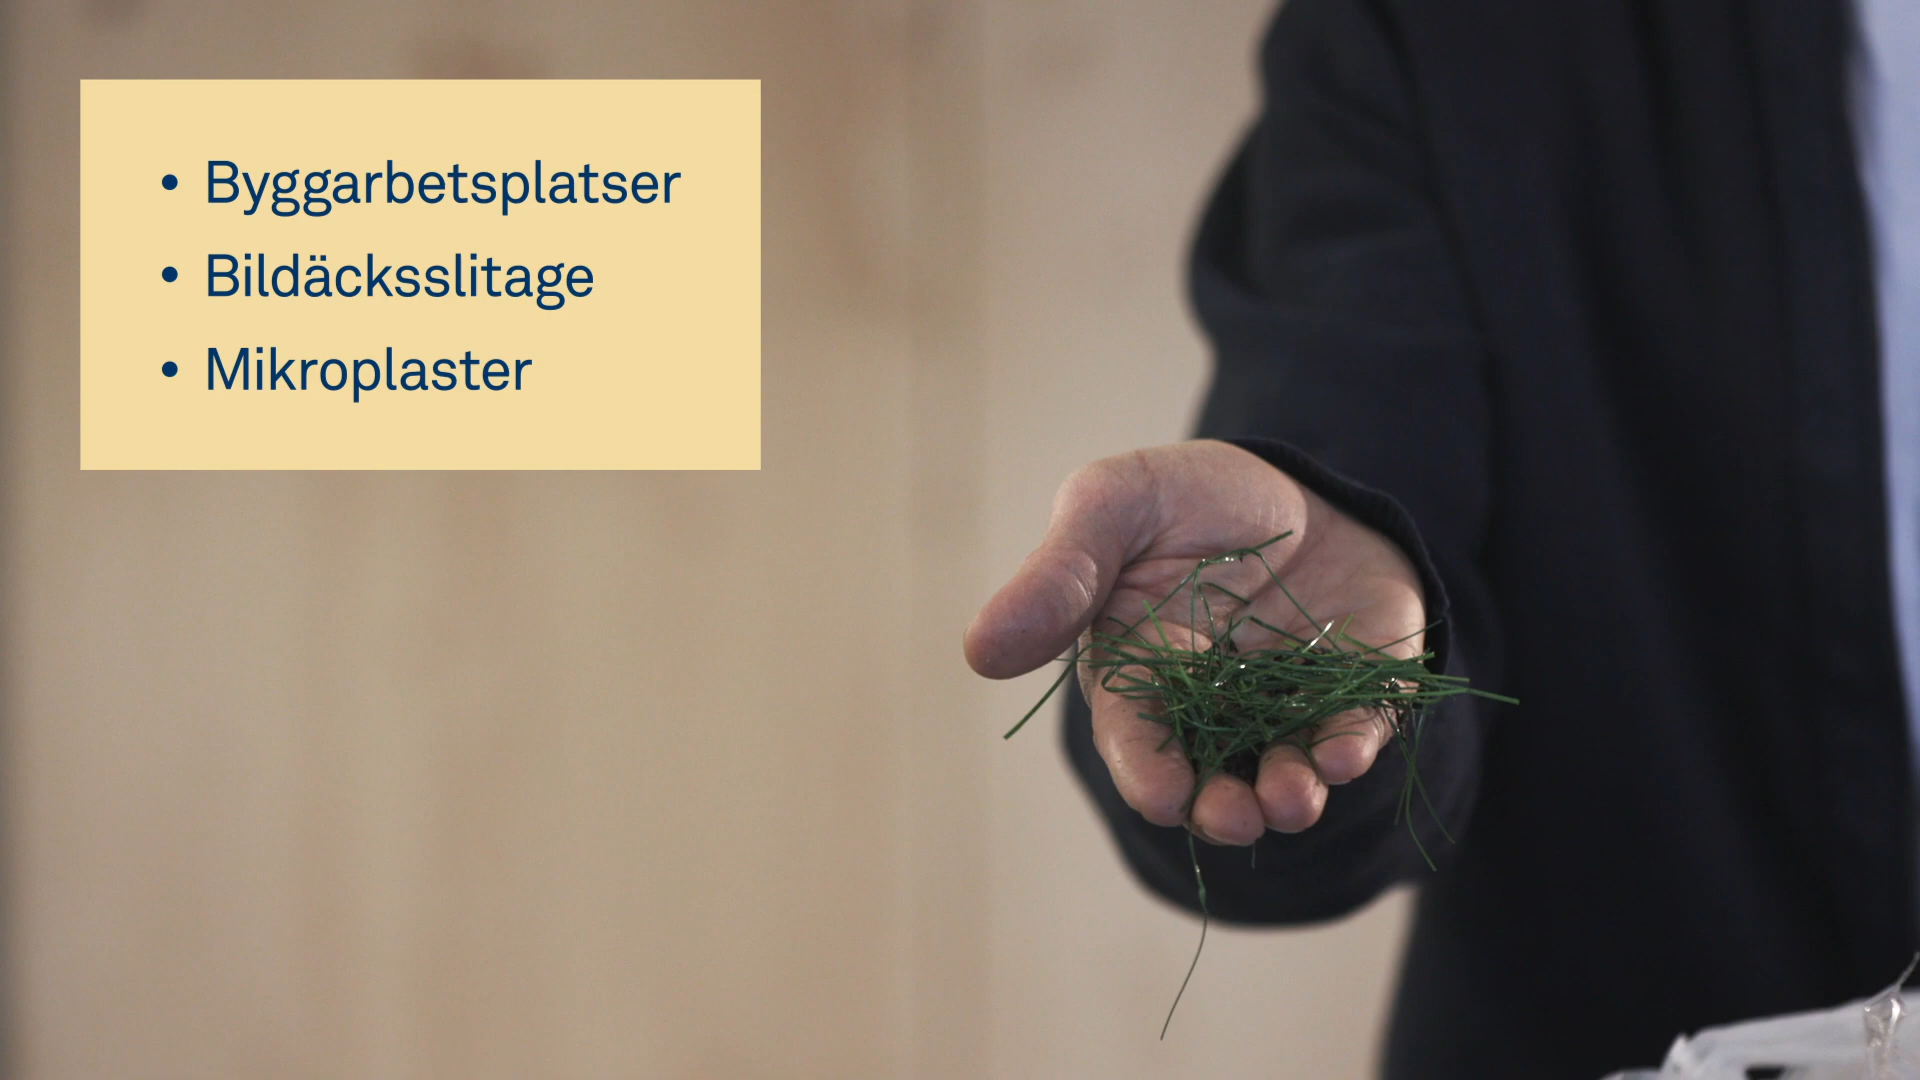 • Byggarbetsplatser
• Bildäcksslitage
• Mikroplaster